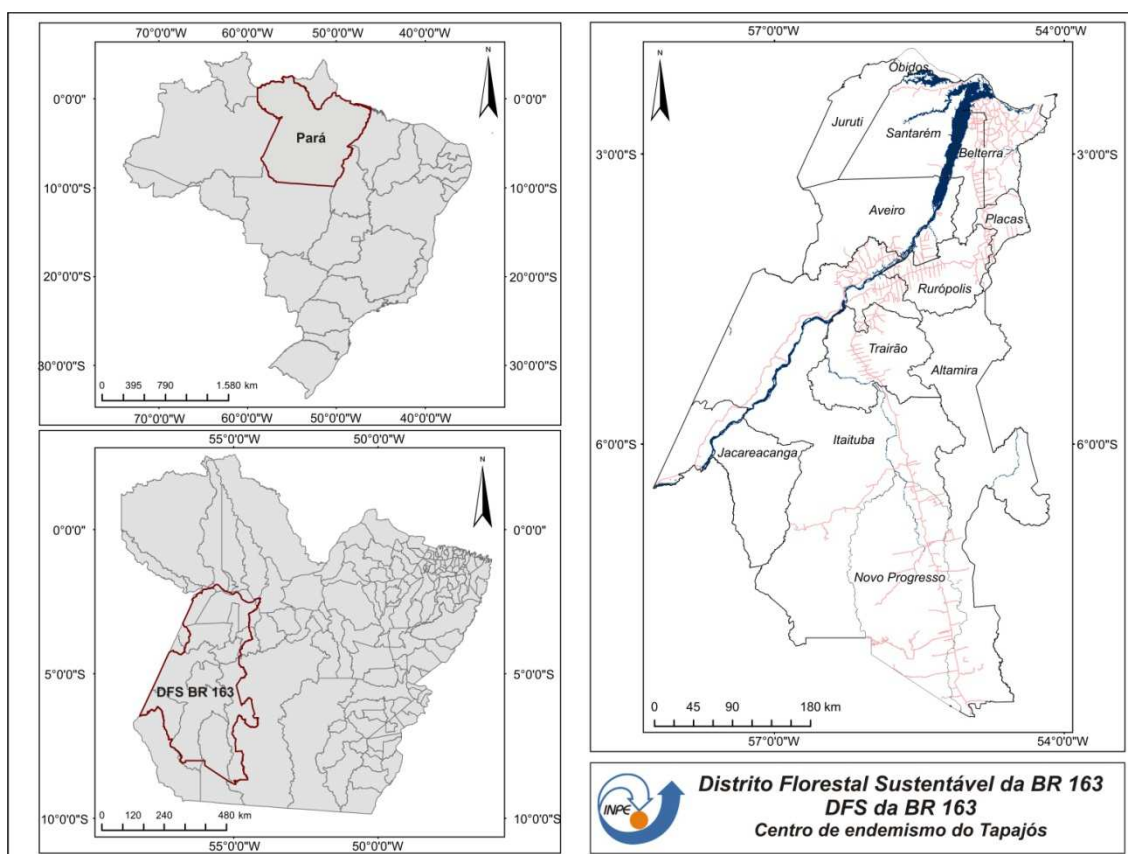 70°0'0"W 60°0'0"W 50°0'0"W 40°0'0"W
N
0°0'0" 0°0'0"
Pará
10°0'0"S 10°0'0"S
20°0'0"S 20°0'0"S
30°0'0"S 30°0'0"S
0 395 790 1.580 km
70°0'0"W 60°0'0"W 50°0'0"W 40°0'0"W
55°0'0"W 50°0'0"W
N
0°0'0" 0°0'0"
5°0'0"S 5°0'0"S
DFS BR 163
0 120 240 480 km
10°0'0"S 10°0'0"S
55°0'0"W 50°0'0"W
57°0'0"W 54°0'0"W
N
Óbidos
Juruti
Santarém
3°0'0"S Belterra 3°0'0"S
Aveiro
Placas
Rurópolis
Trairão
Altamira
Itaituba
6°0'0"S 6°0'0"S
Jacareacanga
Novo Progresso
0 45 90 180 km
57°0'0"W 54°0'0"W
INPE
Distrito Florestal Sustentável da BR 163
DFS da BR 163
Centro de endemismo do Tapajós